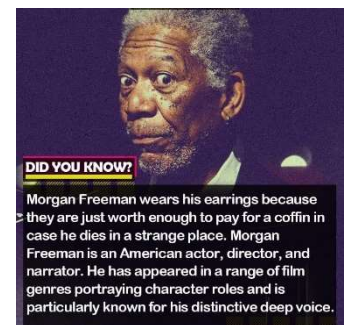 DID YOU KNOW?
Morgan Freeman wears his earrings because
they are just worth enough to pay for a coffin in
case he dies in a strange place. Morgan
Freeman is an American actor, director, and
narrator. He has appeared in a range of film
genres portraying character roles and is
particularly known for his distinctive deep voice.